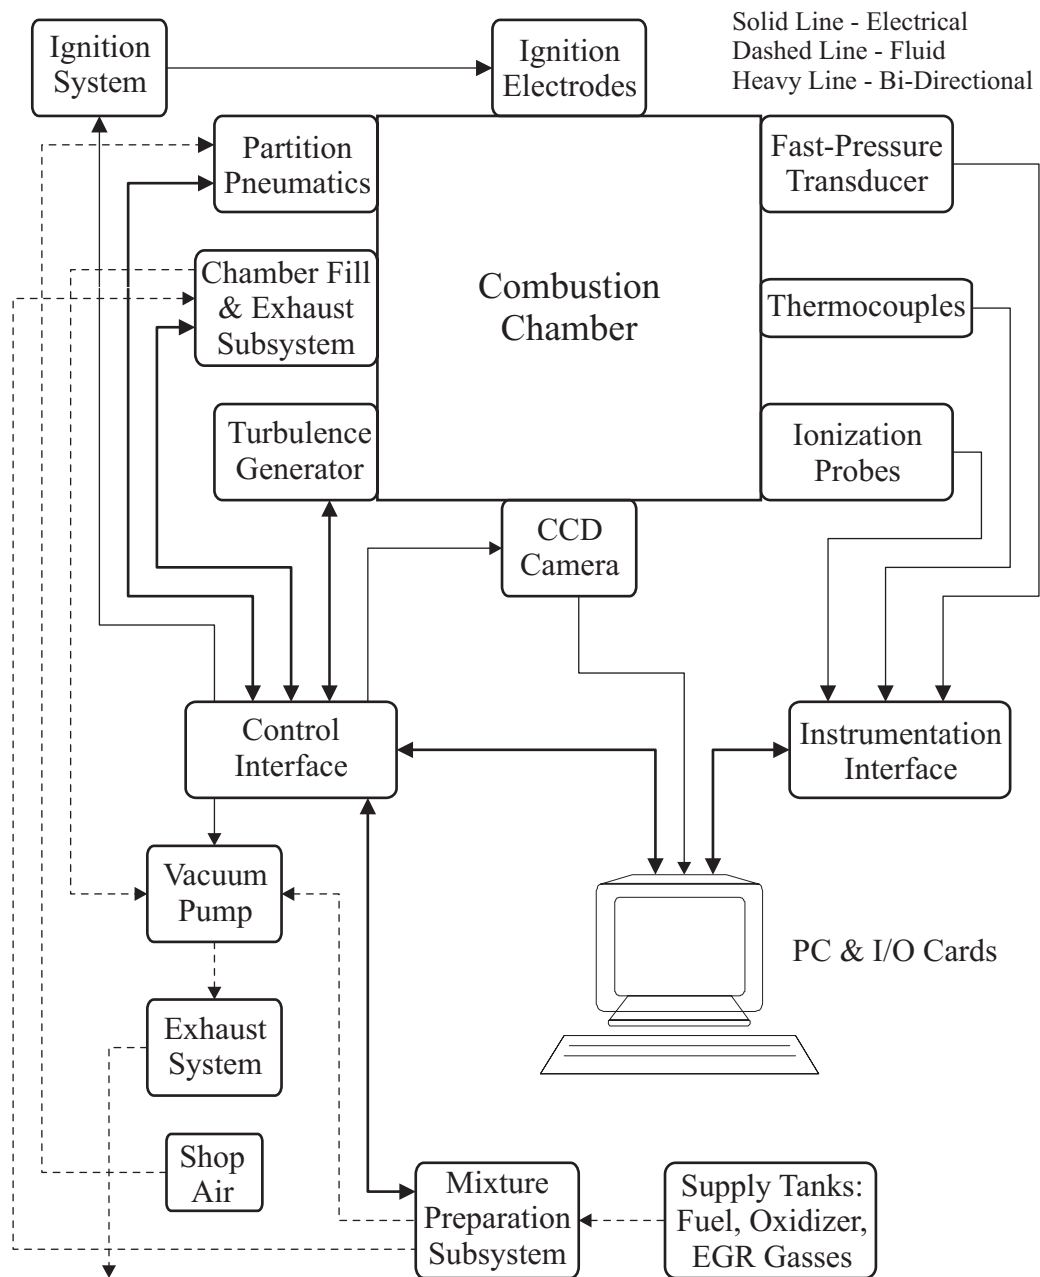 Solid Line - Electrical
Dashed Line - Fluid
Heavy Line - Bi-Directional
Ignition
System
Ignition
Electrodes
Partition
Pneumatics
Fast-Pressure
Transducer
Chamber Fill
& Exhaust
Subsystem
Combustion
Chamber
Thermocouples
Turbulence
Generator
Ionization
Probes
CCD
Camera
Control
Interface
Instrumentation
Interface
Vacuum
Pump
PC & I/O Cards
Exhaust
System
Shop
Air
Mixture
Preparation
Subsystem
Supply Tanks:
Fuel, Oxidizer,
EGR Gasses